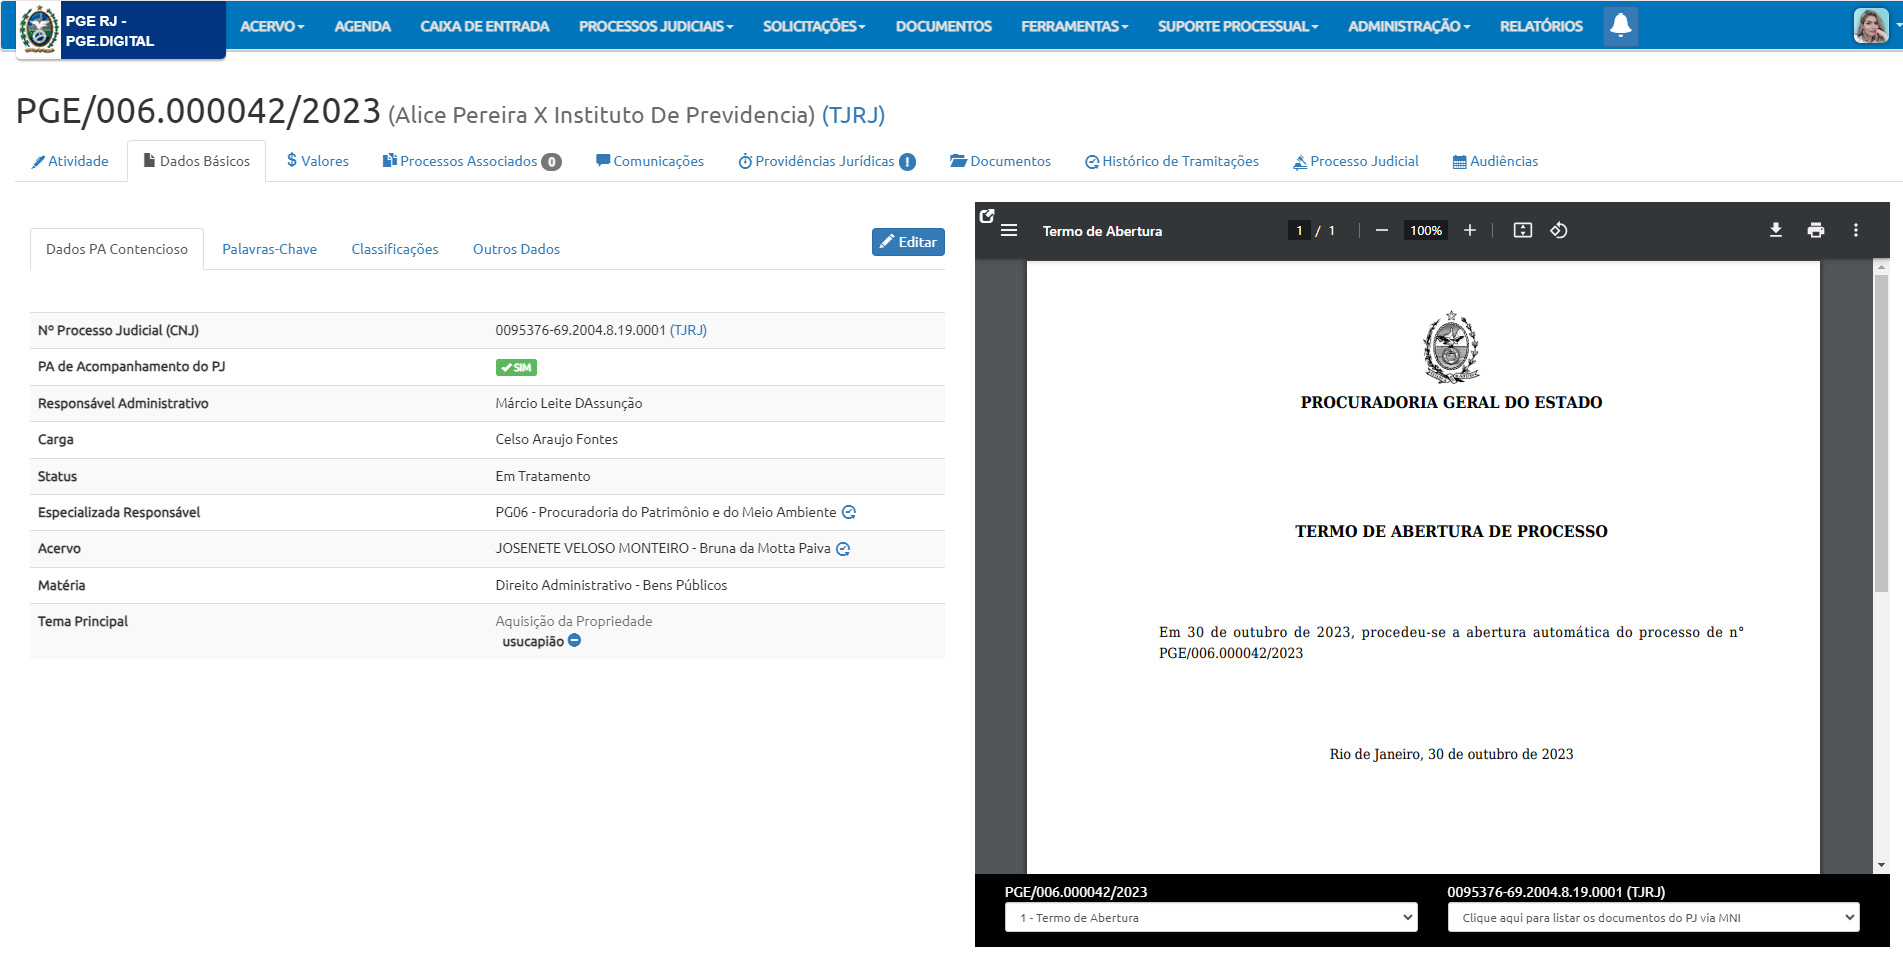 PGE RJ -
PGE.DIGITAL
ACERVO
AGENDA
CAIXA DE ENTRADA
PROCESSOS JUDICIAIS
SOLICITAÇÕES
DOCUMENTOS
FERRAMENTAS
SUPORTE PROCESSUAL
ADMINISTRAÇÃO
RELATÓRIOS
PGE/006.000042/2023 (Alice Pereira X Instituto De Previdencia) (TJRJ)
Atividade
Dados Básicos
$ Valores
Processos Associados 0
Comunicações
Providências Jurídicas !
Documentos
Histórico de Tramitações
Processo Judicial
Audiências
Dados PA Contencioso
Palavras-Chave
Classificações
Outros Dados
Editar
Nº Processo Judicial (CNJ) 0095376-69.2004.8.19.0001 (TJRJ)
PA de Acompanhamento do PJ SIM
Responsável Administrativo Márcio Leite DAssunção
Carga Celso Araujo Fontes
Status Em Tratamento
Especializada Responsável PG06 - Procuradoria do Patrimônio e do Meio Ambiente
Acervo JOSENETE VELOSO MONTEIRO - Bruna da Motta Paiva
Matéria Direito Administrativo - Bens Públicos
Tema Principal Aquisição da Propriedade
usucapião
Termo de Abertura
1 / 1
100%
PROCURADORIA GERAL DO ESTADO
TERMO DE ABERTURA DE PROCESSO
Em 30 de outubro de 2023, procedeu-se a abertura automática do processo de n°
PGE/006.000042/2023
Rio de Janeiro, 30 de outubro de 2023
PGE/006.000042/2023
1 - Termo de Abertura
0095376-69.2004.8.19.0001 (TJRJ)
Clique aqui para listar os documentos do PJ via MNI